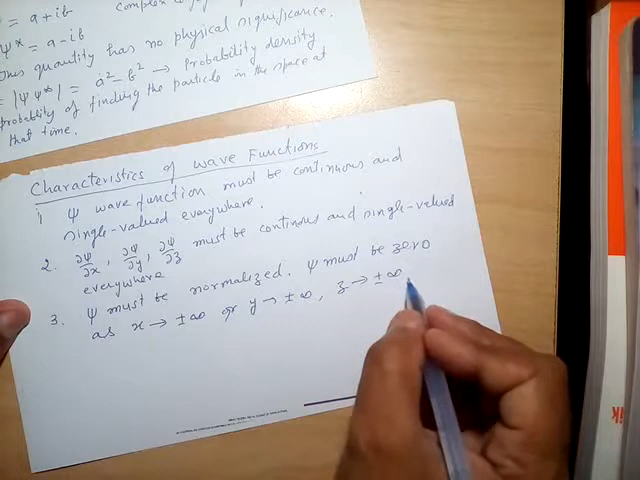 = a+ib complex
ψ* = a-ib
This quantity has no physical significance.
= |ψ ψ*| = a² = b² → Probability density
probability of finding the particle in the space at
that time.
Characteristics of wave Functions
1 ψ wave function must be continuous and
single-valued everywhere.
2. ∂ψ/∂x, ∂ψ/∂y, ∂ψ/∂z must be continous and single-valued
everywhere
3. ψ must be normalized. ψ must be zero
as x → ±∞ or y → ±∞, z → ±∞